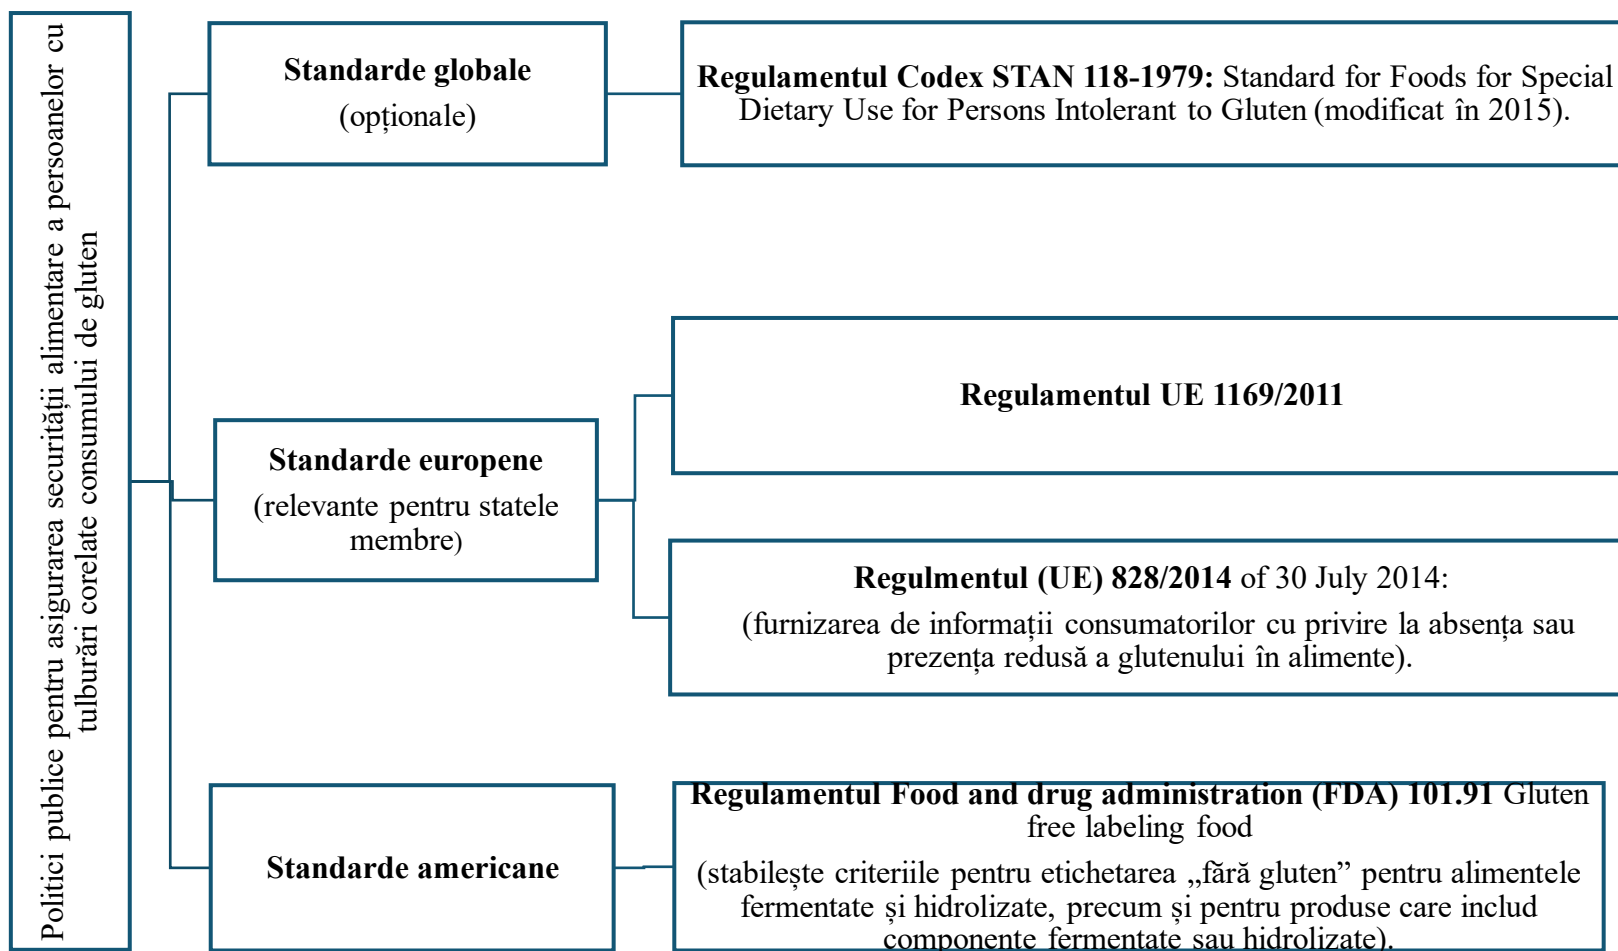 Politici publice pentru asigurarea securității alimentare a persoanelor cu
tulburări corelate consumului de gluten
Standarde globale
(opționale)
Regulamentul Codex STAN 118-1979: Standard for Foods for Special
Dietary Use for Persons Intolerant to Gluten (modificat în 2015).
Standarde europene
(relevante pentru statele
membre)
Regulamentul UE 1169/2011
Regulmentul (UE) 828/2014 of 30 July 2014:
(furnizarea de informații consumatorilor cu privire la absența sau
prezența redusă a glutenului în alimente).
Standarde americane
Regulamentul Food and drug administration (FDA) 101.91 Gluten
free labeling food
(stabilește criteriile pentru etichetarea „fără gluten” pentru alimentele
fermentate și hidrolizate, precum și pentru produse care includ
componente fermentate sau hidrolizate).